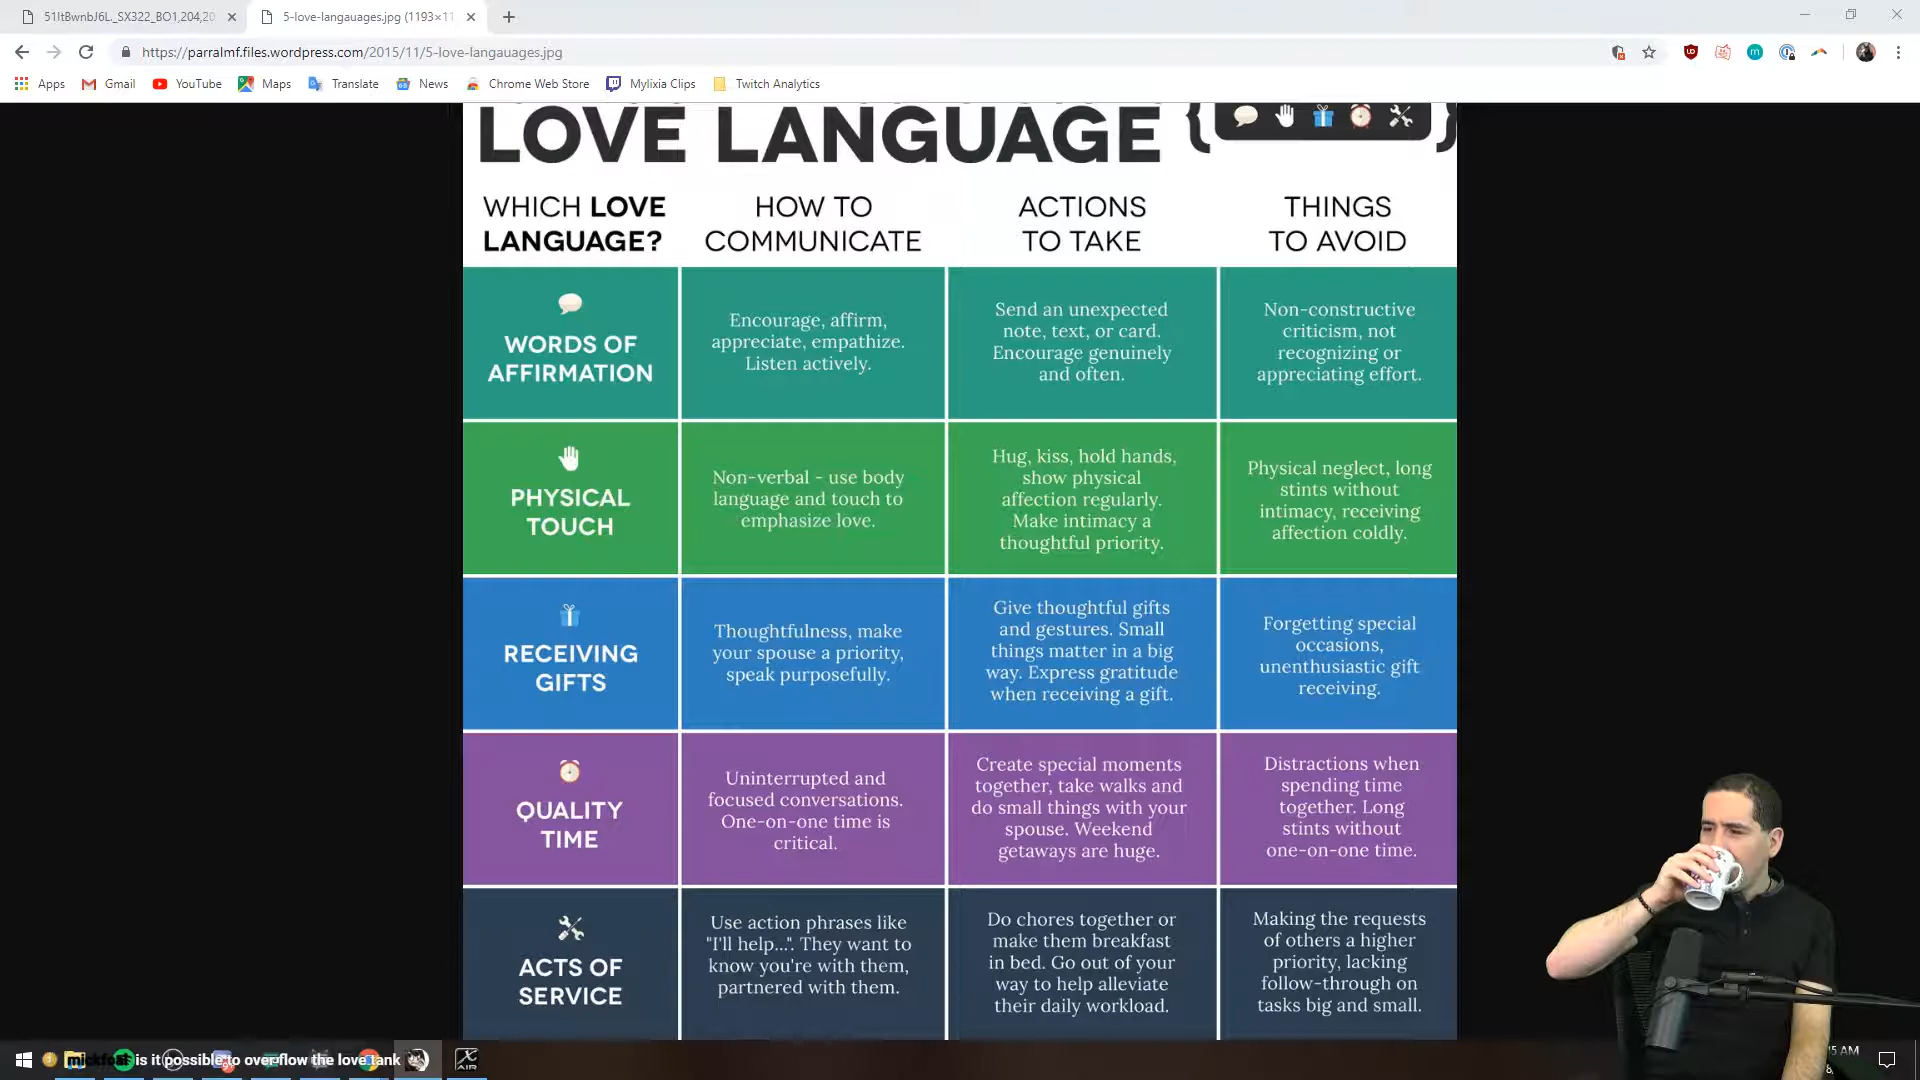 51ItBwnbJ6L._SX322_BO1,204,20
5-love-langauages.jpg (1193×11
https://parralmf.files.wordpress.com/2015/11/5-love-langauages.jpg
Apps
Gmail
YouTube
Maps
Translate
News
Chrome Web Store
Mylixia Clips
Twitch Analytics
LOVE LANGUAGE
WHICH LOVE
LANGUAGE?
HOW TO
COMMUNICATE
ACTIONS
TO TAKE
THINGS
TO AVOID
WORDS OF
AFFIRMATION
Encourage, affirm,
appreciate, empathize.
Listen actively.
Send an unexpected
note, text, or card.
Encourage genuinely
and often.
Non-constructive
criticism, not
recognizing or
appreciating effort.
PHYSICAL
TOUCH
Non-verbal - use body
language and touch to
emphasize love.
Hug, kiss, hold hands,
show physical
affection regularly.
Make intimacy a
thoughtful priority.
Physical neglect, long
stints without
intimacy, receiving
affection coldly.
RECEIVING
GIFTS
Thoughtfulness, make
your spouse a priority,
speak purposefully.
Give thoughtful gifts
and gestures. Small
things matter in a big
way. Express gratitude
when receiving a gift.
Forgetting special
occasions,
unenthusiastic gift
receiving.
QUALITY
TIME
Uninterrupted and
focused conversations.
One-on-one time is
critical.
Create special moments
together, take walks and
do small things with your
spouse. Weekend
getaways are huge.
Distractions when
spending time
together. Long
stints without
one-on-one time.
ACTS OF
SERVICE
Use action phrases like
"I'll help...". They want to
know you're with them,
partnered with them.
Do chores together or
make them breakfast
in bed. Go out of your
way to help alleviate
their daily workload.
Making the requests
of others a higher
priority, lacking
follow-through on
tasks big and small.
is it possible to overflow the love tank
AIR
AM